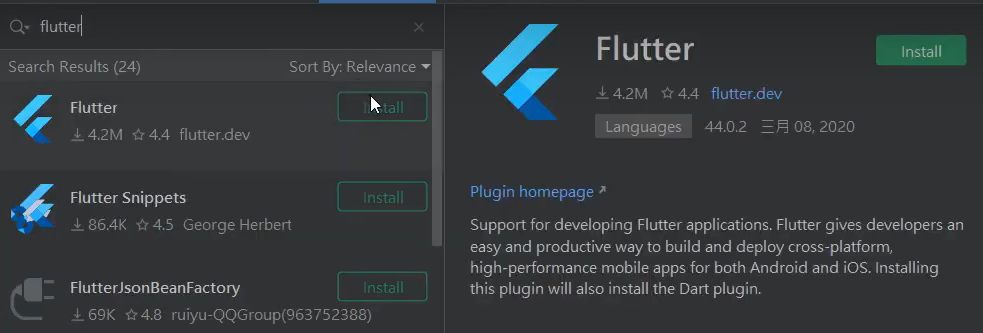 flutter
Search Results (24)
Sort By: Relevance
Flutter
Install
4.2M 4.4 flutter.dev
Flutter Snippets
Install
86.4K 4.5 George Herbert
FlutterJsonBeanFactory
Install
69K 4.8 ruiyu-QQGroup(963752388)
Flutter
Install
4.2M 4.4 flutter.dev
Languages 44.0.2 三月 08, 2020
Plugin homepage
Support for developing Flutter applications. Flutter gives developers an
easy and productive way to build and deploy cross-platform,
high-performance mobile apps for both Android and iOS. Installing
this plugin will also install the Dart plugin.